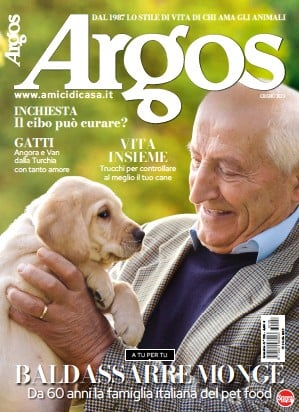 DAL 1987 LO STILE DI VITA DI CHI AMA GLI ANIMALI
Argos
www.amicidicasa.it
INCHIESTA
Il cibo può curare?
GATTI
Angora e Van
dalla Turchia
con tanto amore
VITA
INSIEME
Trucchi per controllare
al meglio il tuo cane
A TU PER TU
BALDASSARRE MONGE
Da 60 anni la famiglia italiana del pet food
Argos